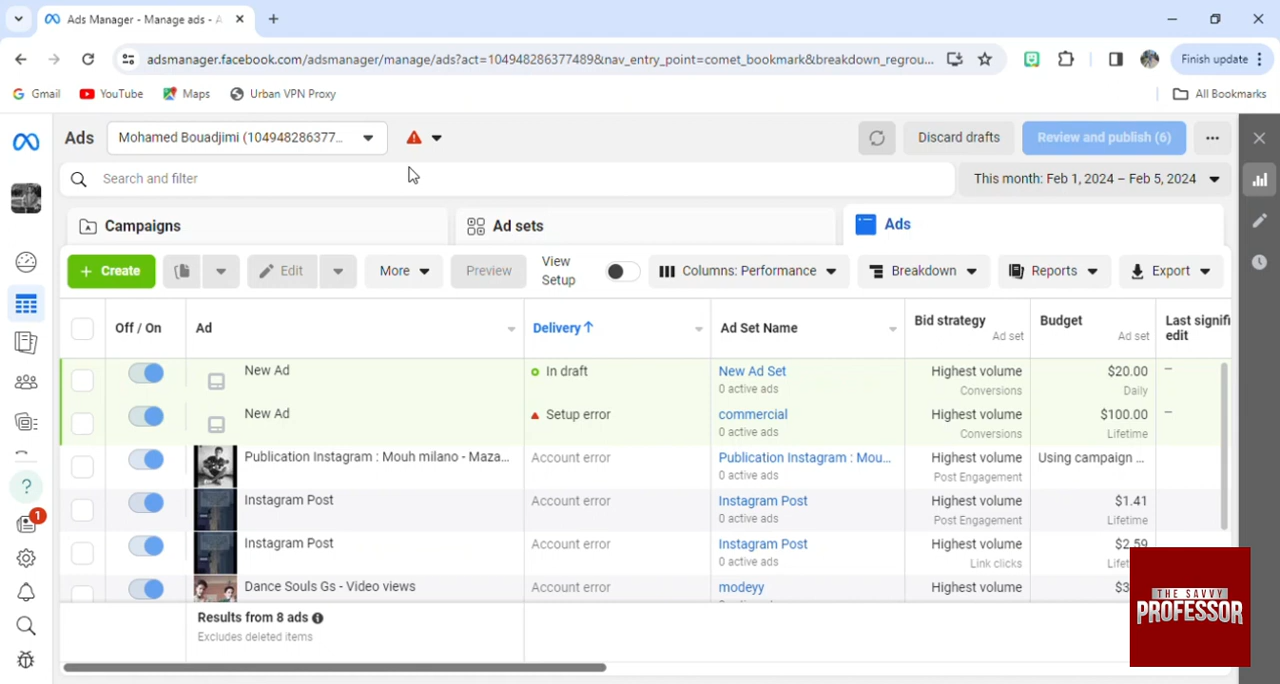 Ads Manager - Manage ads - A
adsmanager.facebook.com/adsmanager/manage/ads?act=104948286377489&nav_entry_point=comet_bookmark&breakdown_regrou...
Finish update
Gmail
YouTube
Maps
Urban VPN Proxy
All Bookmarks
Ads
Mohamed Bouadjimi (10494828637​7...
Discard drafts
Review and publish (6)
Search and filter
This month: Feb 1, 2024 – Feb 5, 2024
Campaigns
Ad sets
Ads
+ Create
Edit
More
Preview
View Setup
Columns: Performance
Breakdown
Reports
Export
Off / On
Ad
Delivery ↑
Ad Set Name
Bid strategy
Ad set
Budget
Ad set
Last signifi
edit
New Ad
In draft
New Ad Set
0 active ads
Highest volume
Conversions
$20.00
Daily
–
New Ad
Setup error
commercial
0 active ads
Highest volume
Conversions
$100.00
Lifetime
–
Publication Instagram : Mouh milano - Maza...
Account error
Publication Instagram : Mou...
0 active ads
Highest volume
Post Engagement
Using campaign ...
Instagram Post
Account error
Instagram Post
0 active ads
Highest volume
Post Engagement
$1.41
Lifetime
Instagram Post
Account error
Instagram Post
0 active ads
Highest volume
Link clicks
$2.59
Dance Souls Gs - Video views
Account error
modeyy
Highest volume
1
Results from 8 ads
Excludes deleted items
THE SAVVY
PROFESSOR